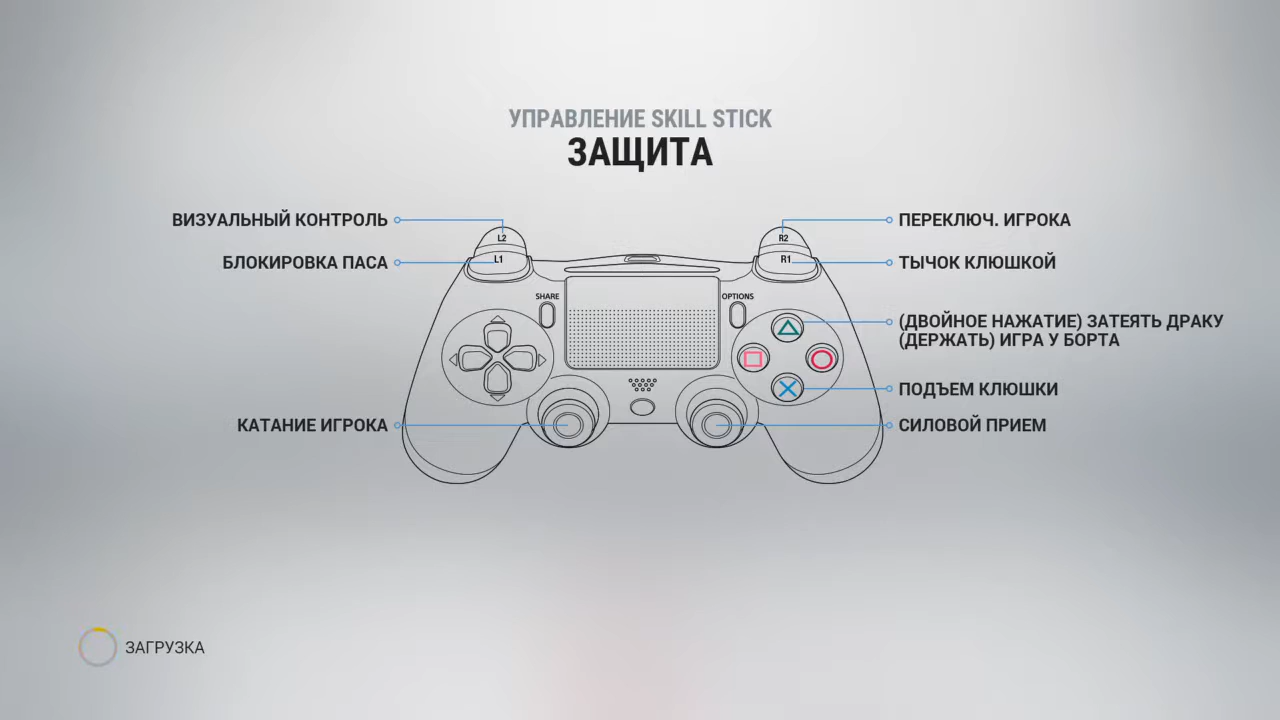 УПРАВЛЕНИЕ SKILL STICK
ЗАЩИТА
ВИЗУАЛЬНЫЙ КОНТРОЛЬ
L2
R2
ПЕРЕКЛЮЧ. ИГРОКА
БЛОКИРОВКА ПАСА
L1
R1
ТЫЧОК КЛЮШКОЙ
SHARE
OPTIONS
(ДВОЙНОЕ НАЖАТИЕ) ЗАТЕЯТЬ ДРАКУ
(ДЕРЖАТЬ) ИГРА У БОРТА
ПОДЪЕМ КЛЮШКИ
КАТАНИЕ ИГРОКА
СИЛОВОЙ ПРИЕМ
ЗАГРУЗКА